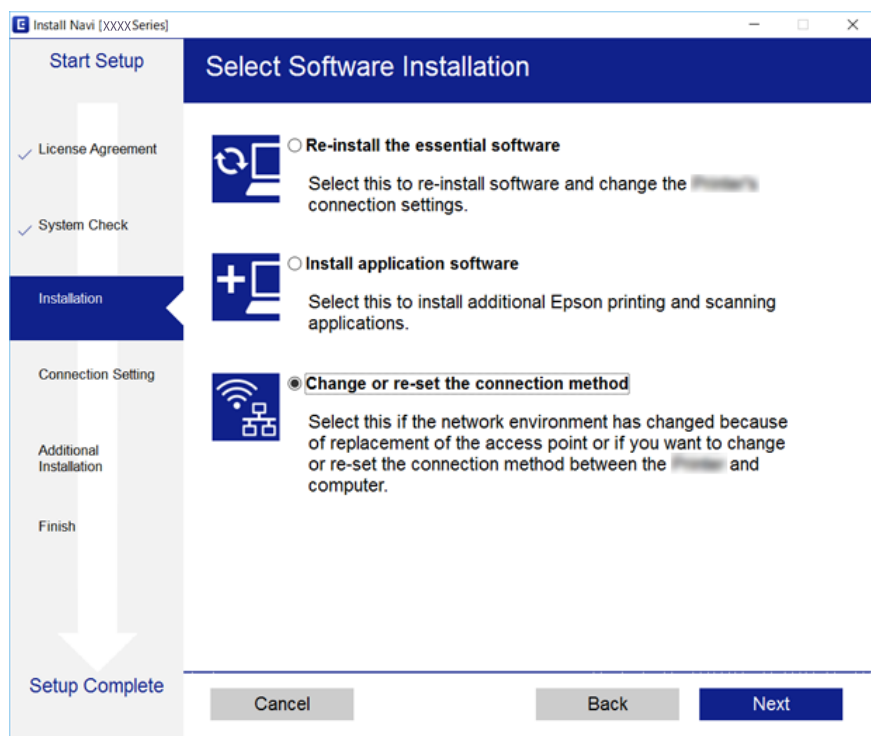 Install Navi [XXXX Series]
Start Setup
License Agreement
System Check
Installation
Connection Setting
Additional
Installation
Finish
Setup Complete
Select Software Installation
Re-install the essential software
Select this to re-install software and change the
connection settings.
Install application software
Select this to install additional Epson printing and scanning
applications.
Change or re-set the connection method
Select this if the network environment has changed because
of replacement of the access point or if you want to change
or re-set the connection method between the and
computer.
Cancel
Back
Next